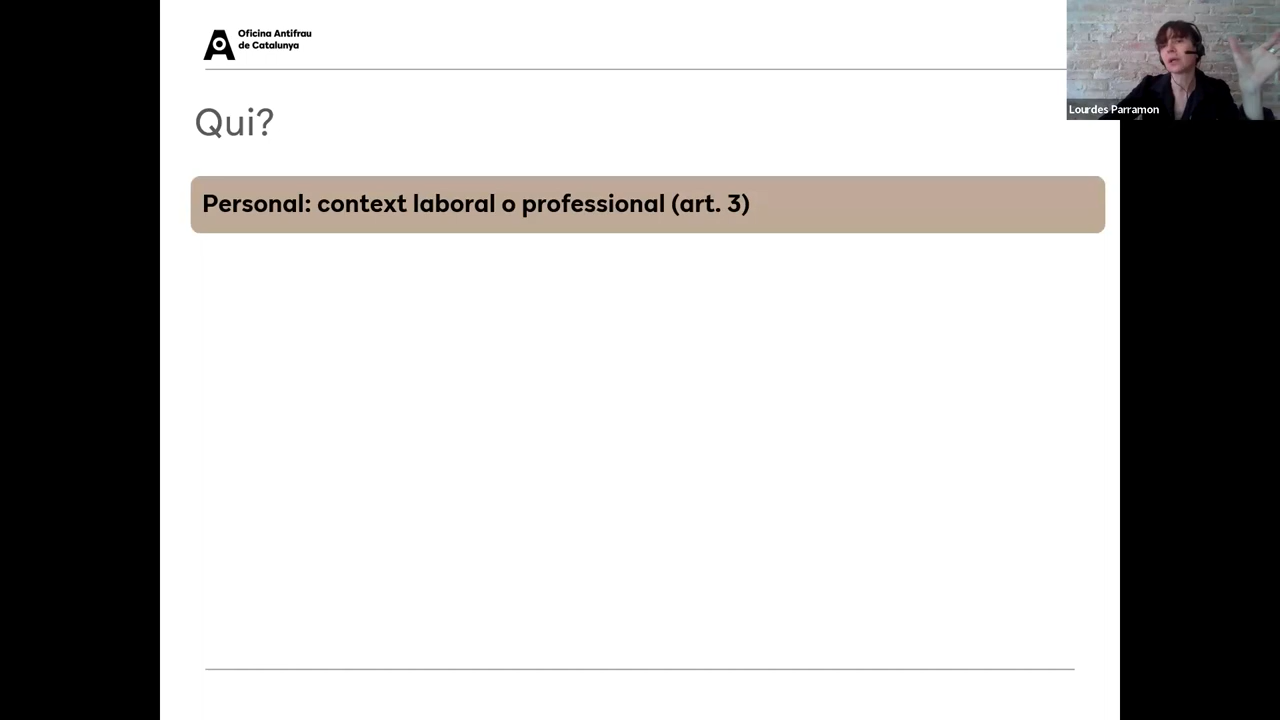 Oficina Antifrau
de Catalunya
Lourdes Parramon
Qui?
Personal: context laboral o professional (art. 3)